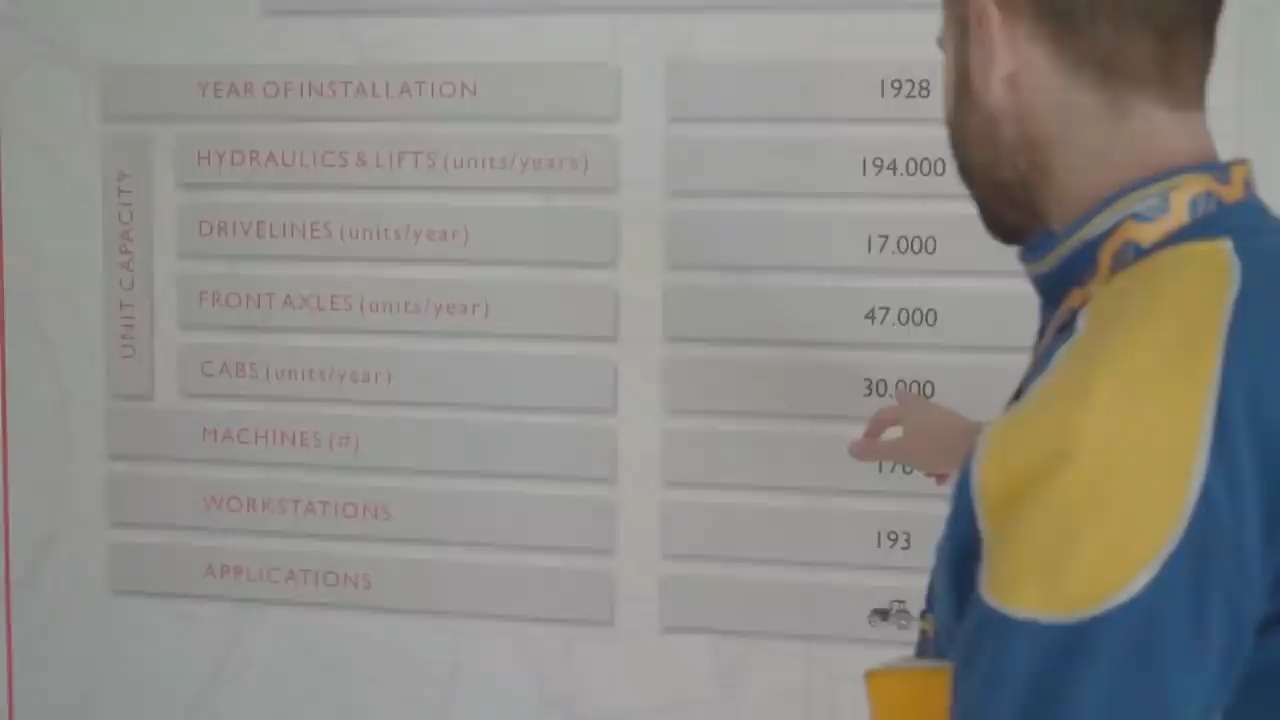 YEAR OF INSTALLATION 1928
UNIT CAPACITY
HYDRAULICS & LIFTS (units/years) 194.000
DRIVELINES (units/year) 17.000
FRONT AXLES (units/year) 47.000
CABS (units/year) 30.000
MACHINES (#)
WORKSTATIONS 193
APPLICATIONS